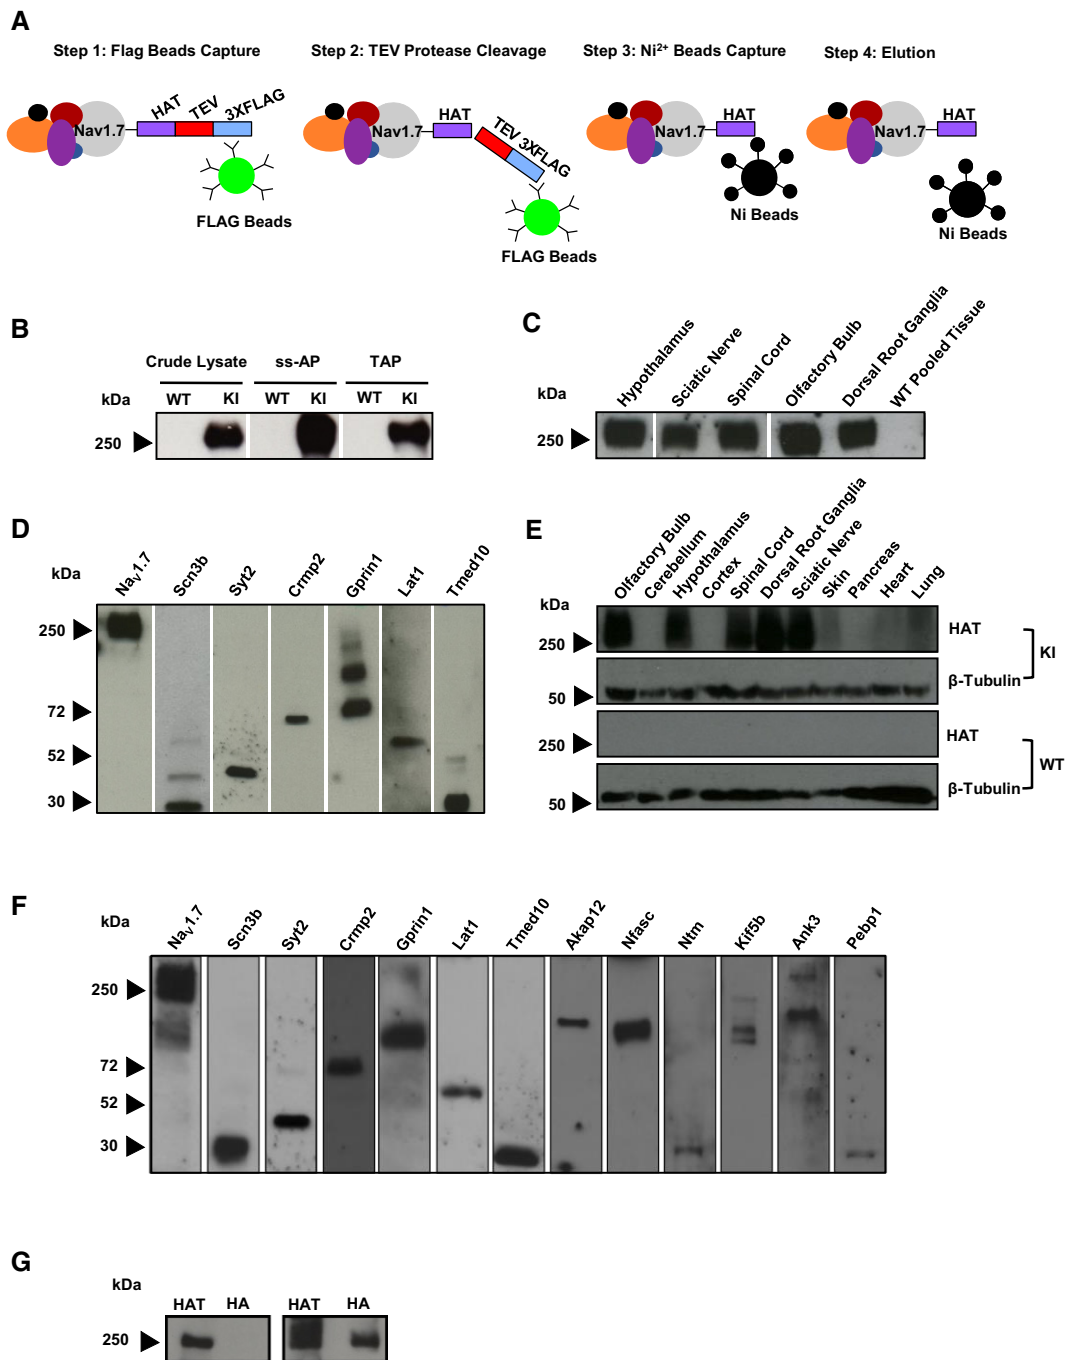 A
Step 1: Flag Beads Capture
Step 2: TEV Protease Cleavage
Step 3: Ni2+ Beads Capture
Step 4: Elution
Nav1.7
HAT
TEV
3XFLAG
FLAG Beads
Nav1.7
HAT
TEV
3XFLAG
FLAG Beads
Nav1.7
HAT
Ni Beads
Nav1.7
HAT
Ni Beads
B
Crude Lysate
ss-AP
TAP
kDa
WT
KI
WT
KI
WT
KI
250
C
kDa
Hypothalamus
Sciatic Nerve
Spinal Cord
Olfactory Bulb
Dorsal Root Ganglia
WT Pooled Tissue
250
D
kDa
NaV1.7
Scn3b
Syt2
Crmp2
Gprin1
Lat1
Tmed10
250
72
52
30
E
kDa
Olfactory Bulb
Cerebellum
Hypothalamus
Cortex
Spinal Cord
Dorsal Root Ganglia
Sciatic Nerve
Skin
Pancreas
Heart
Lung
250
HAT
KI
50
β-Tubulin
250
HAT
WT
50
β-Tubulin
F
kDa
NaV1.7
Scn3b
Syt2
Crmp2
Gprin1
Lat1
Tmed10
Akap12
Nfasc
Ntm
Kif5b
Ank3
Pebp1
250
72
52
30
G
kDa
HAT
HA
HAT
HA
250